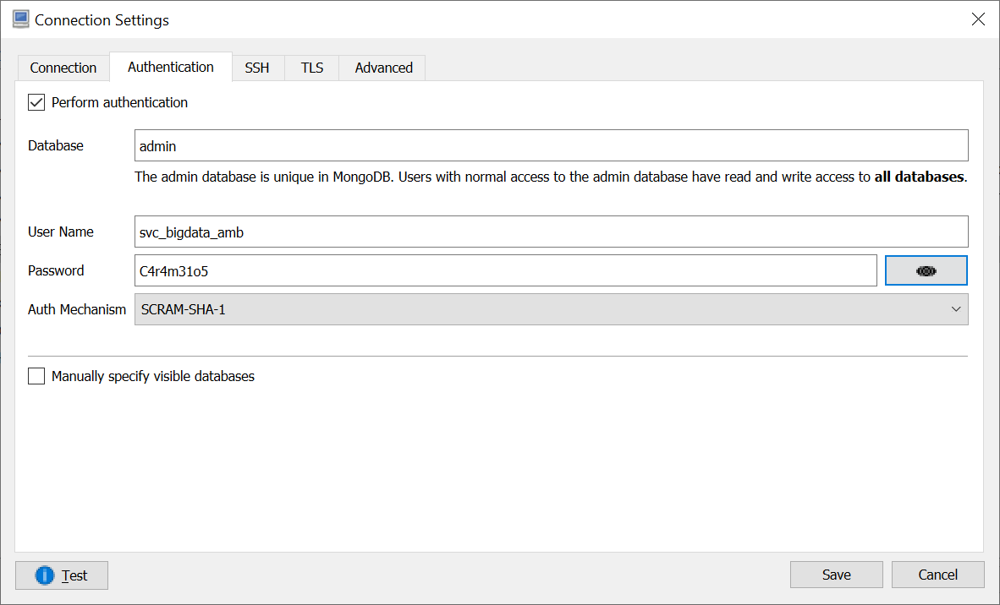 Connection Settings
Connection Authentication SSH TLS Advanced
Perform authentication
Database admin
The admin database is unique in MongoDB. Users with normal access to the admin database have read and write access to all databases.
User Name svc_bigdata_amb
Password C4r4m31o5
Auth Mechanism SCRAM-SHA-1
Manually specify visible databases
Test Save Cancel